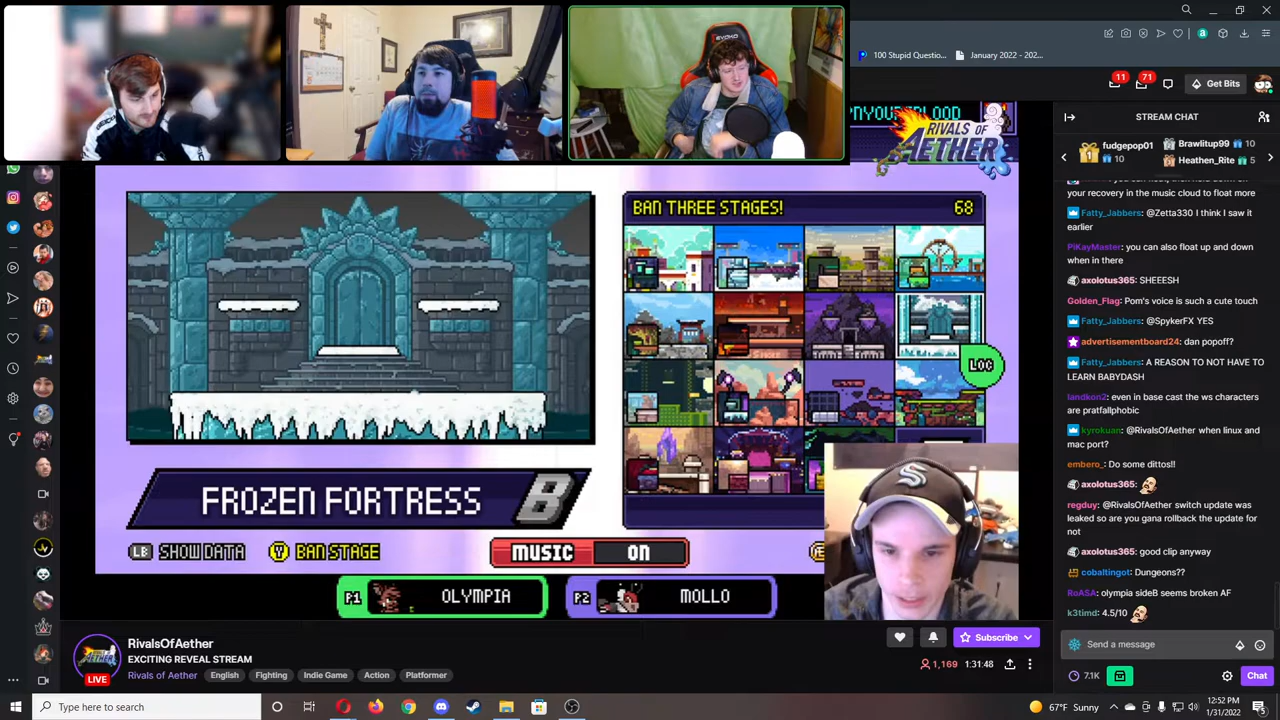 100 Stupid Questio...
January 2022 - 202...
EVOKO
11
71
Get Bits
RIVALS OF
AETHER
STREAM CHAT
fudgepop01
10
Brawlitup39
10
Heathen_Rite
5
your recovery in the music cloud to float more
Fatty_Jabbers: @Zetta330 I think I saw it
earlier
PiKayMaster: you can also float up and down
when in there
axolotus365: SHEEESH
Golden_Flag: Pom's voice is such a cute touch
Fatty_Jabbers: @SpykerFX YES
advertisementboard24: dan popoff?
Fatty_Jabbers: A REASON TO NOT HAVE TO
LEARN BABYDASH
landkon2: even in base cast the ws characters
are projectiphobic
kyrokuan: @RivalsOfAether when linux and
mac port?
embero_: Do some dittos!!
axolotus365:
regduy: @RivalsOfAether switch update was
leaked so are you gana rollback the update for
not
axolotus365: good clip anyway
cobaltingot: Dungeons??
RoASA: olympia sideB seems broken AF
k3timd: 4.5/10
Send a message
7.1K
Chat
BAN THREE STAGES!
68
LOC
FROZEN FORTRESS
B
LB SHOW DATA
Y BAN STAGE
MUSIC ON
P1 OLYMPIA
P2 MOLLO
RivalsOfAether
EXCITING REVEAL STREAM
LIVE
Rivals of Aether
English
Fighting
Indie Game
Action
Platformer
Subscribe
1,169
1:31:48
Type here to search
67°F Sunny
12:52 PM
1/31/2022